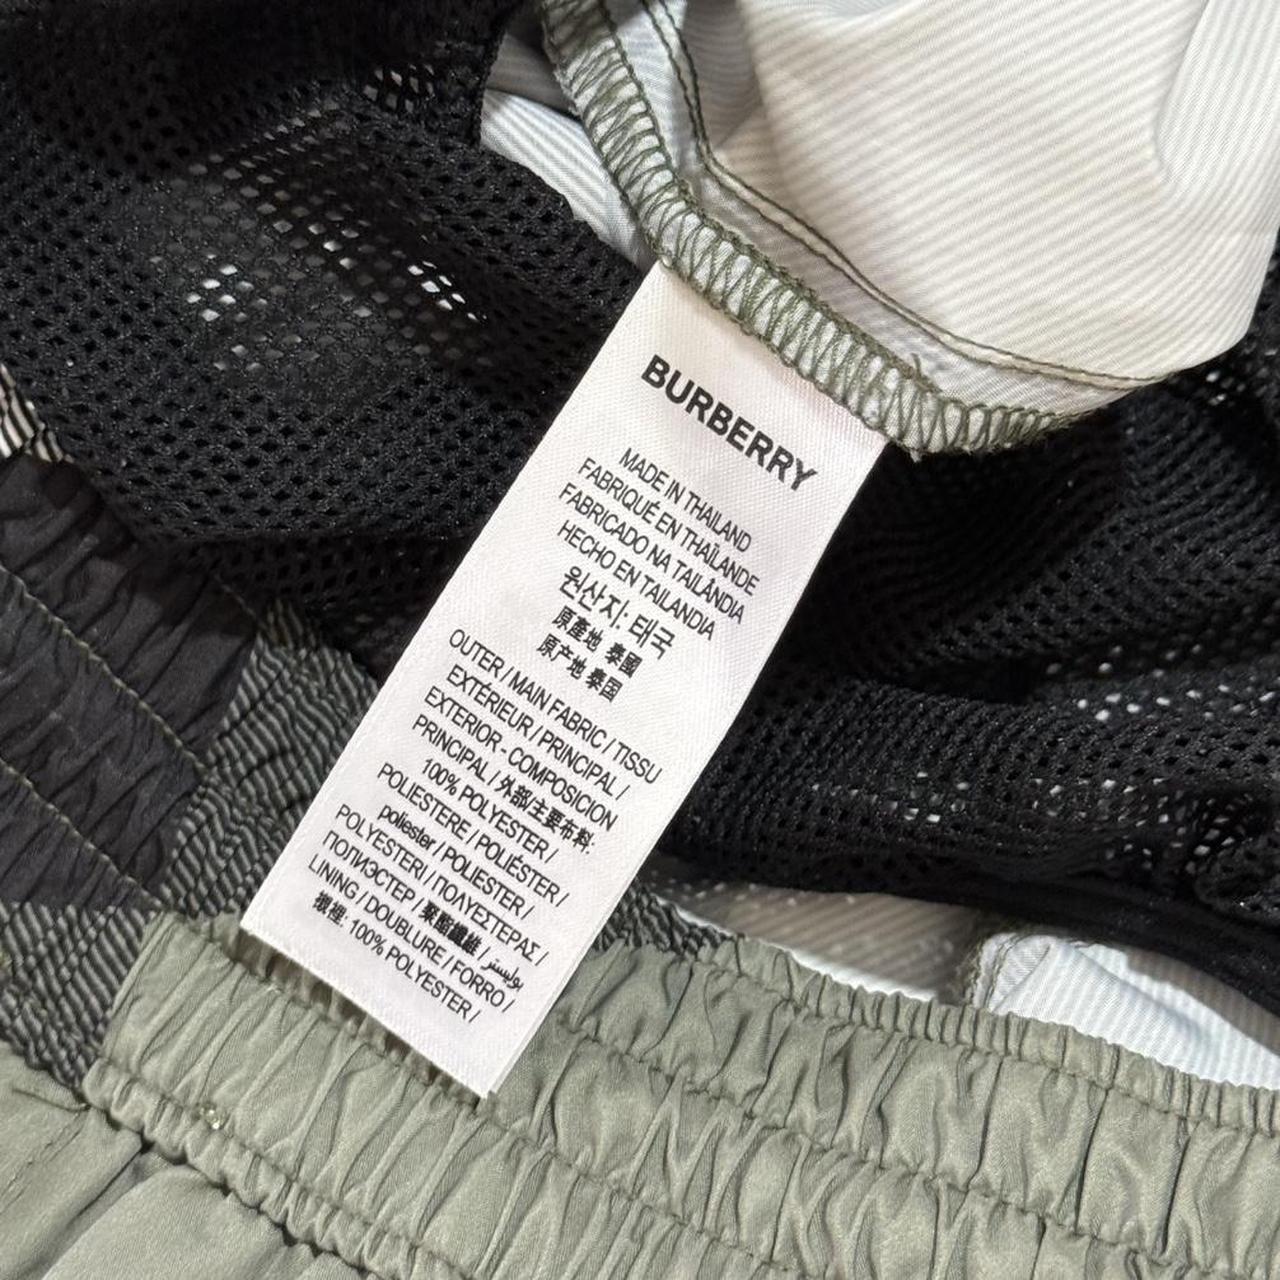 BURBERRY
MADE IN THAILAND
FABRIQUÉ EN THAÏLANDE
FABRICADO NA TAILÂNDIA
HECHO EN TAILANDIA
원산지: 태국
原產地 泰國
原产地 泰国
OUTER / MAIN FABRIC / TISSU
EXTÉRIEUR / PRINCIPAL /
EXTERIOR - COMPOSICION
PRINCIPAL / 外部/主要布料:
100% POLYESTER /
POLIESTERE / POLIÉSTER /
poliester / POLIESTER /
POLYESTERI / ΠΟΛΥΕΣΤΕΡΑΣ /
ПОЛИЭСТЕР / 聚酯纖維 / بوليستر
LINING / DOUBLURE / FORRO /
裡: 100% POLYESTER /